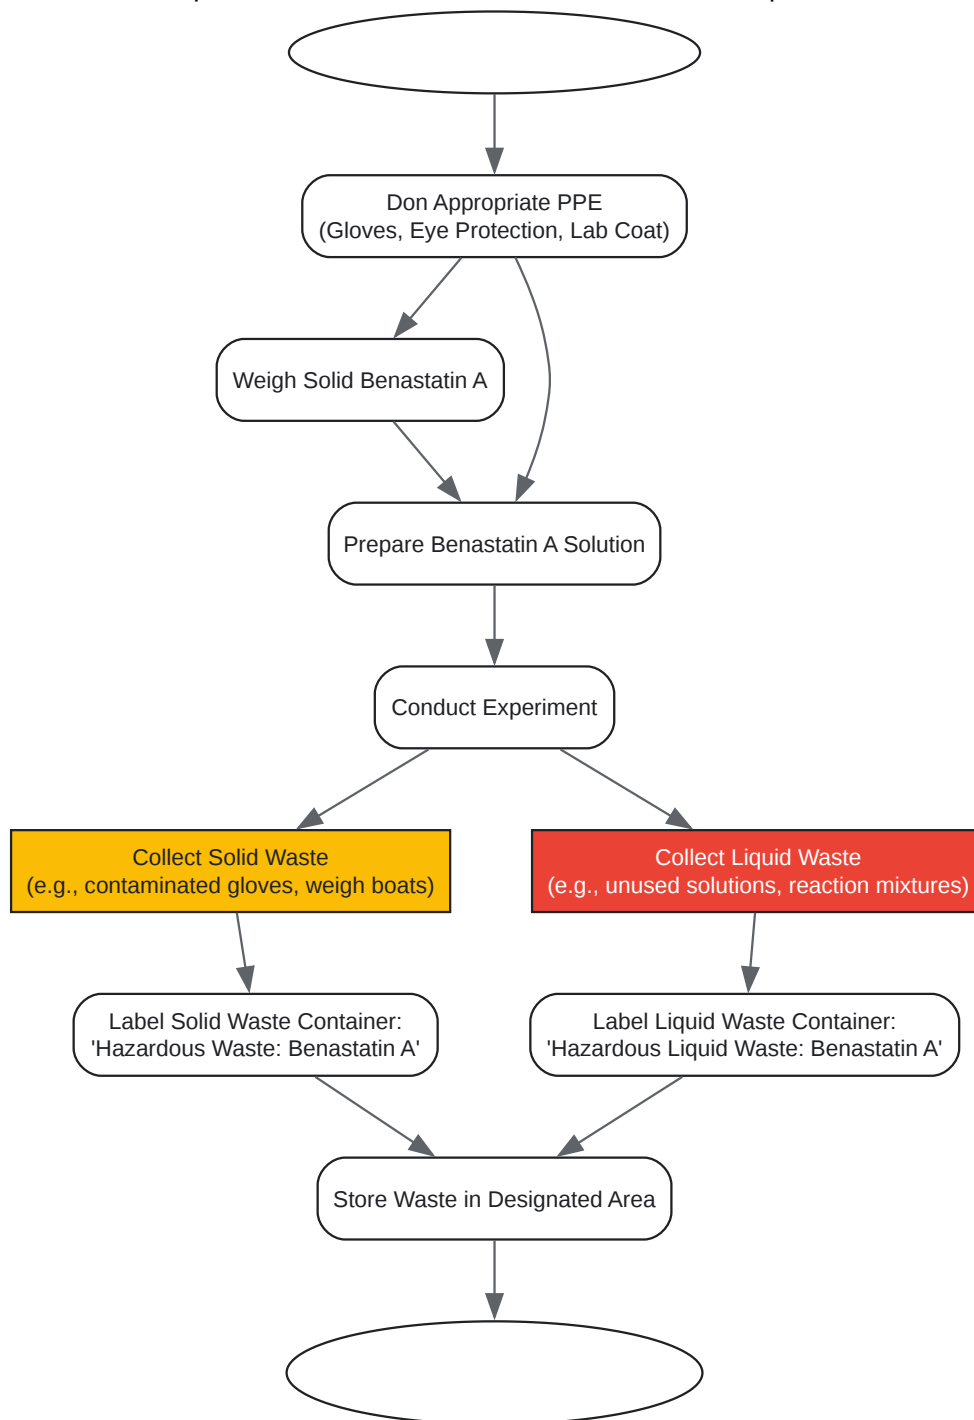 Don Appropriate PPE
(Gloves, Eye Protection, Lab Coat)
Weigh Solid Benastatin A
Prepare Benastatin A Solution
Conduct Experiment
Collect Solid Waste
(e.g., contaminated gloves, weigh boats)
Collect Liquid Waste
(e.g., unused solutions, reaction mixtures)
Label Solid Waste Container:
'Hazardous Waste: Benastatin A'
Label Liquid Waste Container:
'Hazardous Liquid Waste: Benastatin A'
Store Waste in Designated Area